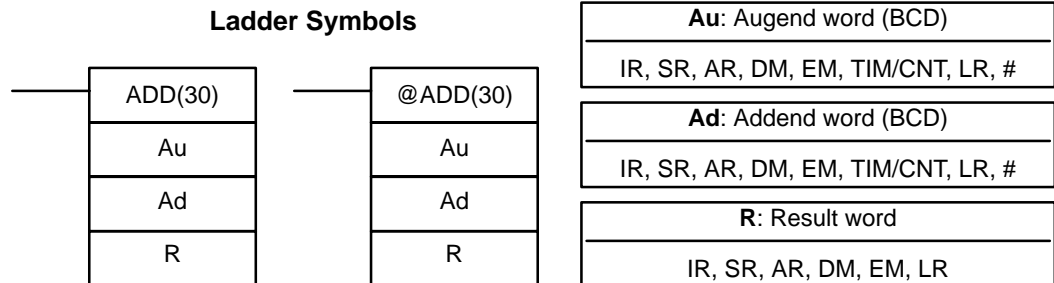 Ladder Symbols
ADD(30)
Au
Ad
R
@ADD(30)
Au
Ad
R
Au: Augend word (BCD)
IR, SR, AR, DM, EM, TIM/CNT, LR, #
Ad: Addend word (BCD)
IR, SR, AR, DM, EM, TIM/CNT, LR, #
R: Result word
IR, SR, AR, DM, EM, LR